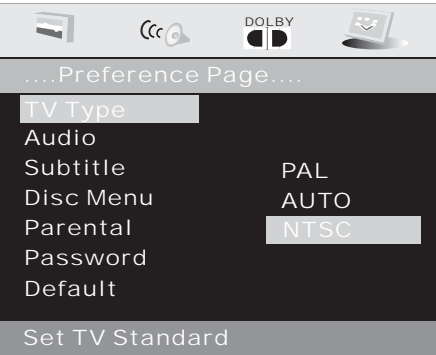 DOLBY
....Preference Page....
TV Type
Audio
Subtitle
PAL
Disc Menu
AUTO
Parental
NTSC
Password
Default
Set TV Standard